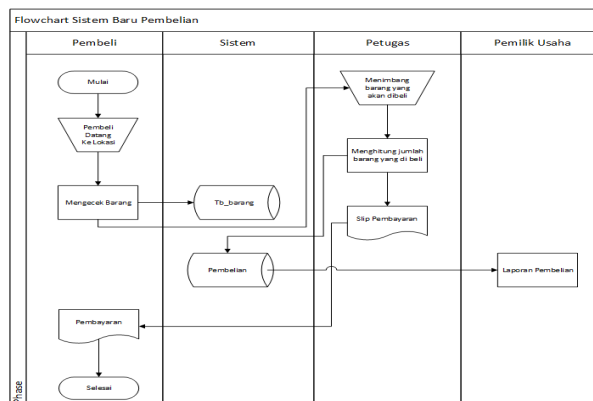 Flowchart Sistem Baru Pembelian
Pembeli
Sistem
Petugas
Pemilik Usaha
Mulai
Menimbang
barang yang
akan dibeli
Pembeli
Datang
Ke Lokasi
Menghitung jumlah
barang yang di beli
Mengecek Barang
Tb_barang
Slip Pembayaran
Pembelian
Laporan Pembelian
Pembayaran
Selesai
Phase